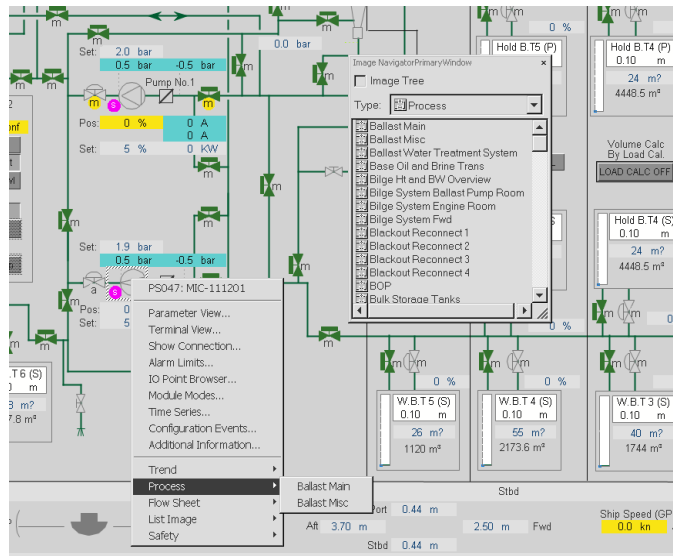 m
m
0 %
Set: 2.0 bar
0.5 bar -0.5 bar
0.0 bar
Hold B.T5 (P)
Hold B.T4 (P)
0.10 m
24 m?
4448.5 m³
m
m
m
Pump No.1
m
S
m
Pos: 0 % 0 A
0 A
Set: 5 % 0 KW
m
Image NavigatorPrimaryWindow ×
Image Tree
Type: Process
Ballast Main
Ballast Misc
Ballast Water Treatment System
Base Oil and Brine Trans
Bilge Ht and BW Overview
Bilge System Ballast Pump Room
Bilge System Engine Room
Bilge System Fwd
Blackout Reconnect 1
Blackout Reconnect 2
Blackout Reconnect 3
Blackout Reconnect 4
BOP
Bulk Storage Tanks
Volume Calc
By Load Cal.
LOAD CALC OFF
m
m
Hold B.T4 (S)
0.10 m
24 m?
4448.5 m³
Set: 1.9 bar
0.5 bar -0.5 bar
a
S
Pos: 0
Set: 5
PS047: MIC-111201
Parameter View...
Terminal View...
Show Connection...
Alarm Limits...
IO Point Browser...
Module Modes...
Time Series...
Configuration Events...
Additional Information...
Trend
Process
Flow Sheet
List Image
Safety
Ballast Main
Ballast Misc
m
m
m
0 %
m
m
m
m
0 %
m
m
0 %
.T6 (S)
m
m?
7.8 m³
W.B.T5 (S)
0.10 m
26 m?
1120 m³
W.B.T4 (S)
0.10 m
55 m?
2173.6 m³
W.B.T3 (S)
0.10 m
40 m?
1744 m³
Stbd
Port 0.44 m
Aft 3.70 m
2.50 m Fwd
Stbd 0.44 m
Ship Speed (GP
0.0 kn